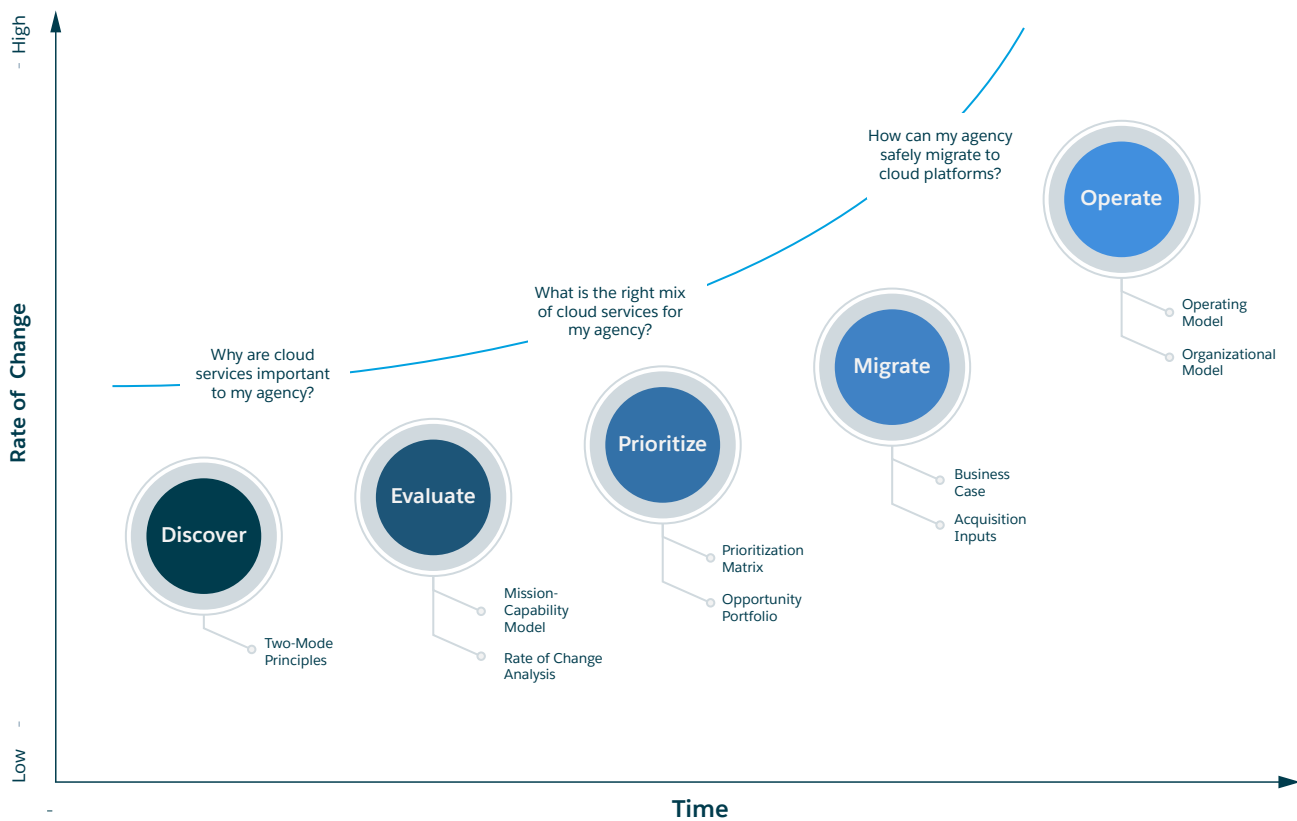 High
Rate of Change
Low
How can my agency
safely migrate to
cloud platforms?
What is the right mix
of cloud services for
my agency?
Why are cloud
services important
to my agency?
Discover
Two-Mode
Principles
Evaluate
Mission-
Capability
Model
Rate of Change
Analysis
Prioritize
Prioritization
Matrix
Opportunity
Portfolio
Migrate
Business
Case
Acquisition
Inputs
Operate
Operating
Model
Organizational
Model
Time